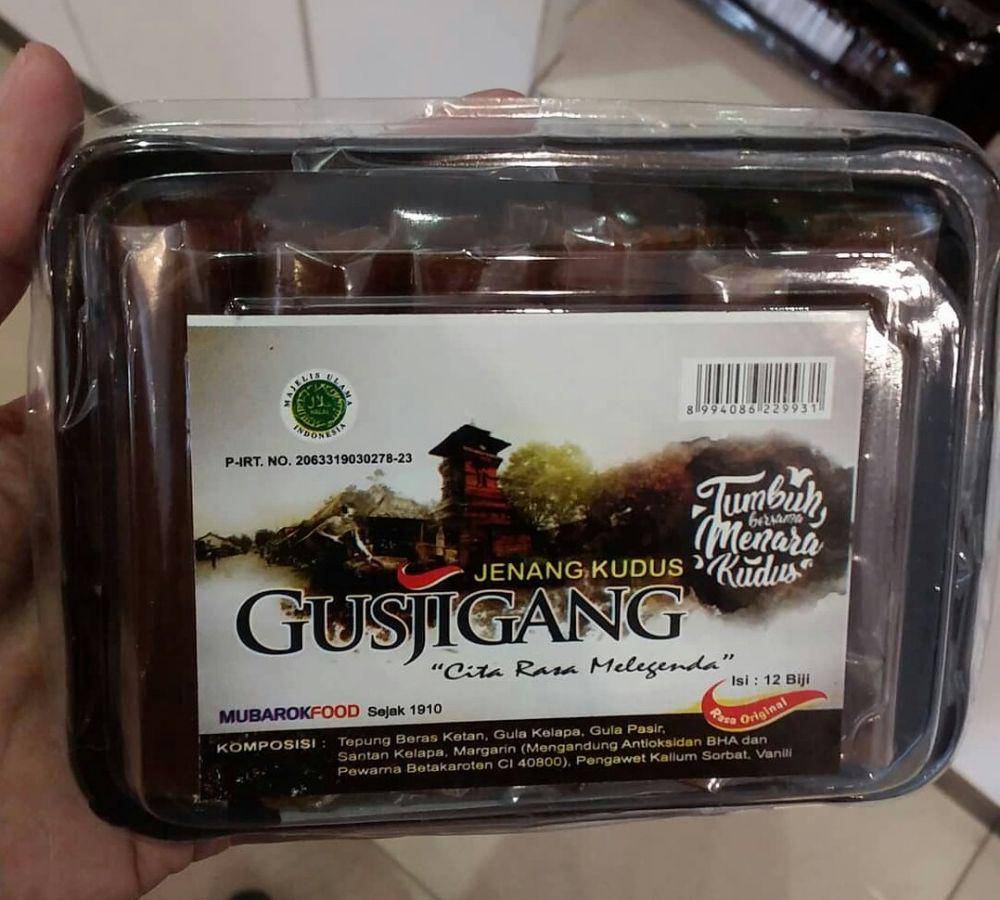 MAJELIS ULAMA
حلال
HALAL
INDONESIA
P-IRT. NO. 2063319030278-23
8 994086 229931
Tumbuh
bersama
Menara
Kudus
JENANG KUDUS
GUSJIGANG
“Cita Rasa Melegenda”
Isi : 12 Biji
Rasa Original
MUBAROKFOOD Sejak 1910
KOMPOSISI : Tepung Beras Ketan, Gula Kelapa, Gula Pasir,
Santan Kelapa, Margarin (Mengandung Antioksidan BHA dan
Pewarna Betakaroten CI 40800), Pengawet Kalium Sorbat, Vanili